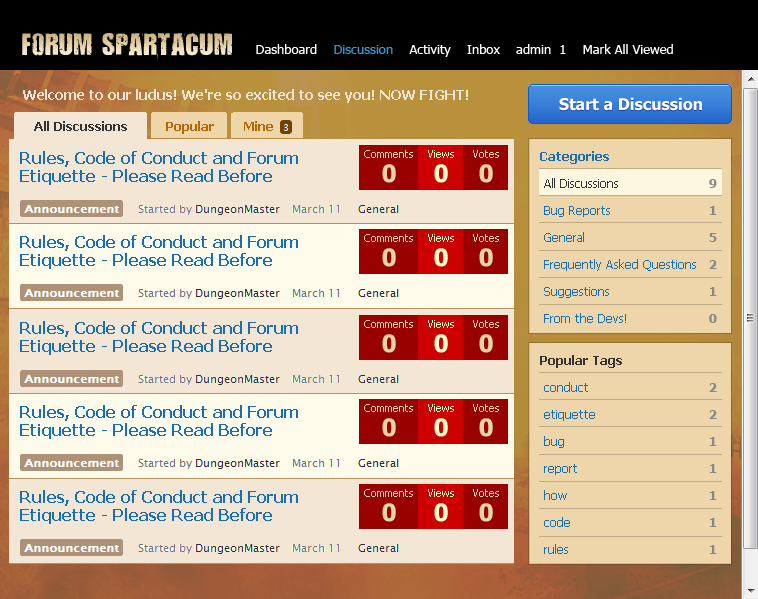 FORUM SPARTACUM Dashboard Discussion Activity Inbox admin 1 Mark All Viewed
Welcome to our ludus! We're so excited to see you! NOW FIGHT!
All Discussions Popular Mine 3
Rules, Code of Conduct and Forum
Etiquette - Please Read Before
Comments Views Votes
0 0 0
Announcement Started by DungeonMaster March 11 General
Rules, Code of Conduct and Forum
Etiquette - Please Read Before
Comments Views Votes
0 0 0
Announcement Started by DungeonMaster March 11 General
Rules, Code of Conduct and Forum
Etiquette - Please Read Before
Comments Views Votes
0 0 0
Announcement Started by DungeonMaster March 11 General
Rules, Code of Conduct and Forum
Etiquette - Please Read Before
Comments Views Votes
0 0 0
Announcement Started by DungeonMaster March 11 General
Rules, Code of Conduct and Forum
Etiquette - Please Read Before
Comments Views Votes
0 0 0
Announcement Started by DungeonMaster March 11 General
Start a Discussion
Categories
All Discussions 9
Bug Reports 1
General 5
Frequently Asked Questions 2
Suggestions 1
From the Devs! 0
Popular Tags
conduct 2
etiquette 2
bug 1
report 1
how 1
code 1
rules 1